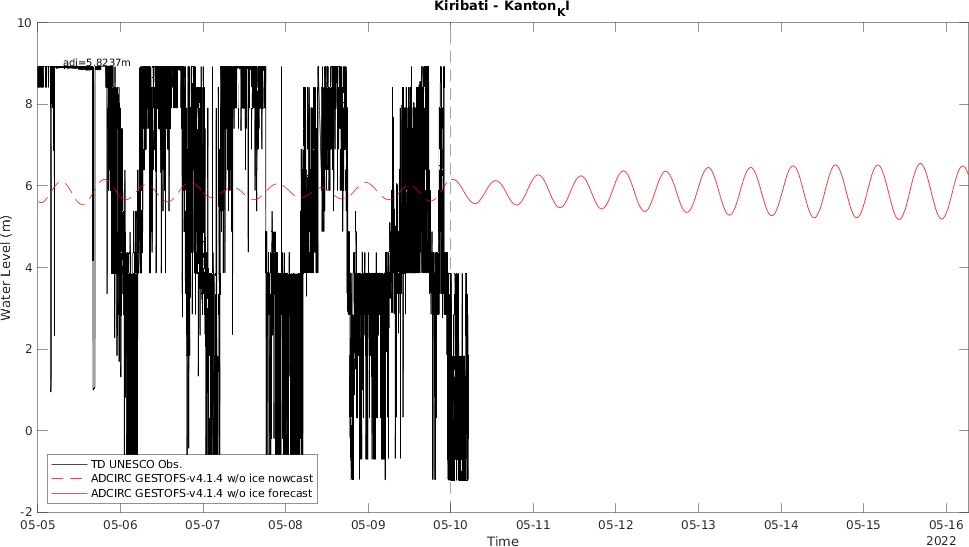 Kiribati - Kanton_KI
adj=5.8237m
10
8
6
4
2
0
-2
Water Level (m)
TD UNESCO Obs.
ADCIRC GESTOFS-v4.1.4 w/o ice nowcast
ADCIRC GESTOFS-v4.1.4 w/o ice forecast
05-05 05-06 05-07 05-08 05-09 05-10 05-11 05-12 05-13 05-14 05-15 05-16
Time
2022